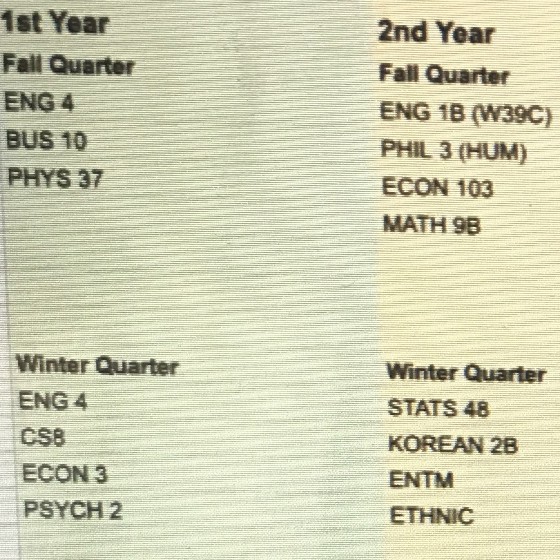 1st Year
Fall Quarter
ENG 4
BUS 10
PHYS 37
Winter Quarter
ENG 4
CS8
ECON 3
PSYCH 2
2nd Year
Fall Quarter
ENG 1B (W39C)
PHIL 3 (HUM)
ECON 103
MATH 9B
Winter Quarter
STATS 48
KOREAN 2B
ENTM
ETHNIC